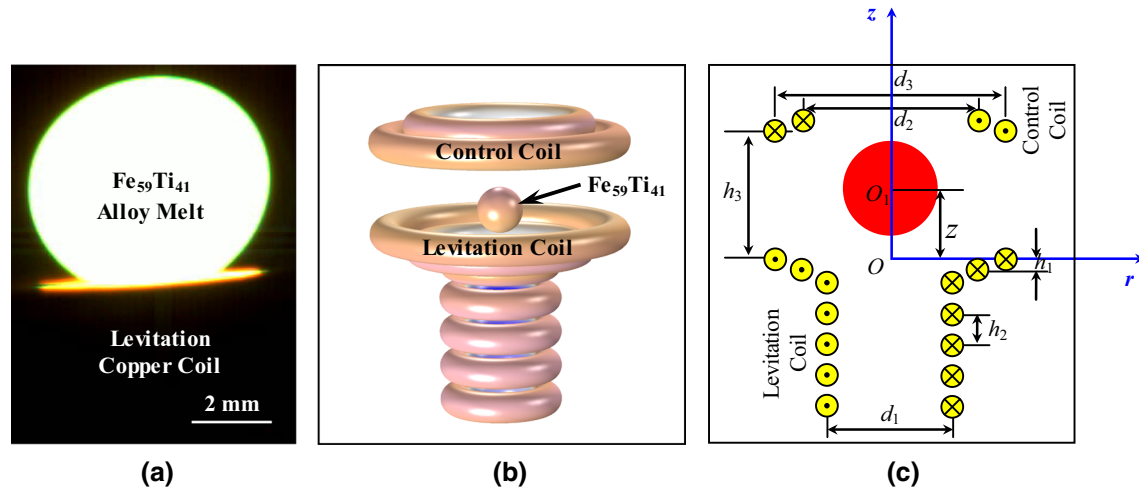 Fe59Ti41
Alloy Melt
Levitation
Copper Coil
2 mm
(a)
Control Coil
Fe59Ti41
Levitation Coil
(b)
z
d3
d2
Control
Coil
h3
O1
z
O
h1
r
h2
Levitation
Coil
d1
(c)